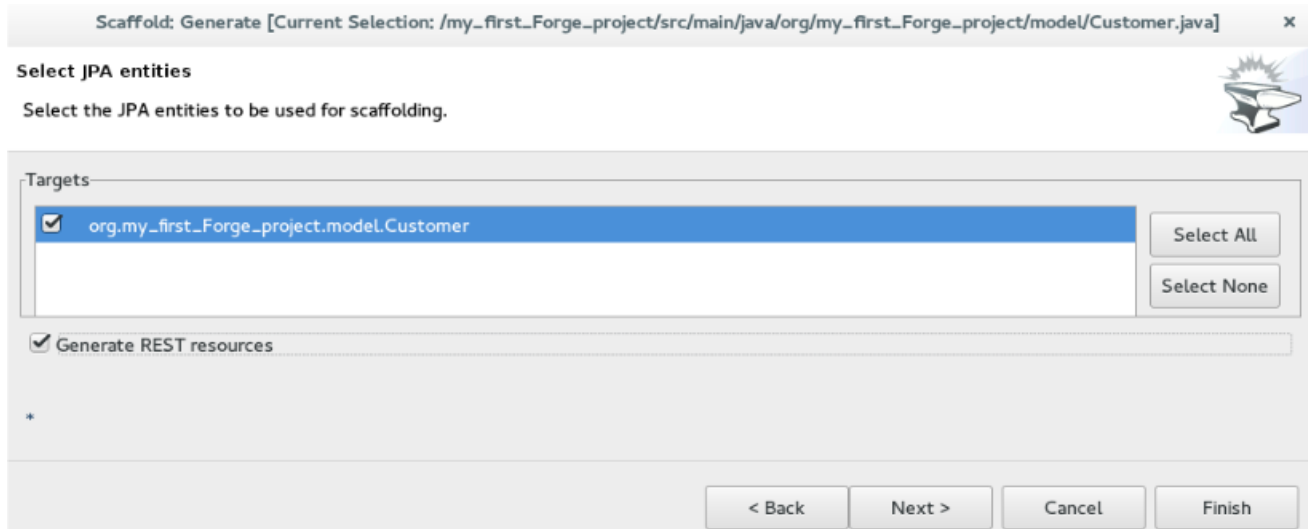 Scaffold: Generate [Current Selection: /my_first_Forge_project/src/main/java/org/my_first_Forge_project/model/Customer.java] ×
Select JPA entities
Select the JPA entities to be used for scaffolding.
Targets
org.my_first_Forge_project.model.Customer
Select All
Select None
Generate REST resources
*
< Back Next > Cancel Finish